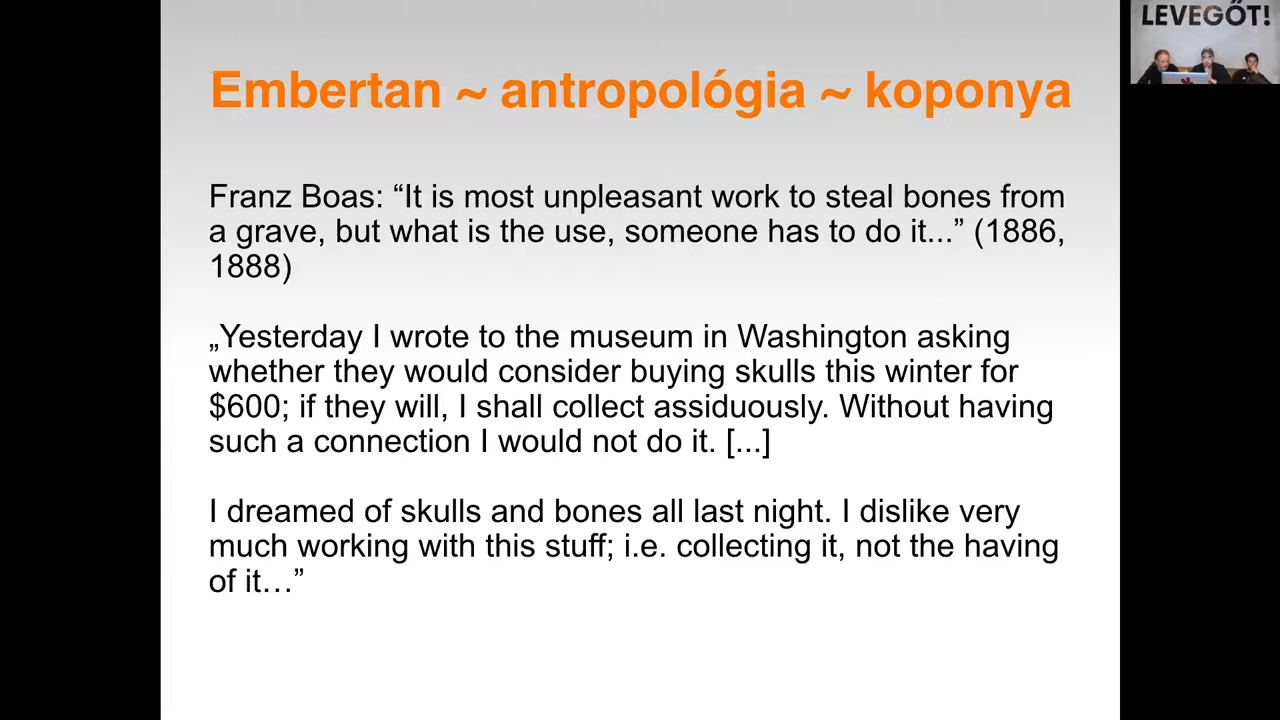 LEVEGŐT!
Embertan ~ antropológia ~ koponya
Franz Boas: “It is most unpleasant work to steal bones from
a grave, but what is the use, someone has to do it...” (1886,
1888)
„Yesterday I wrote to the museum in Washington asking
whether they would consider buying skulls this winter for
$600; if they will, I shall collect assiduously. Without having
such a connection I would not do it. [...]
I dreamed of skulls and bones all last night. I dislike very
much working with this stuff; i.e. collecting it, not the having
of it…”